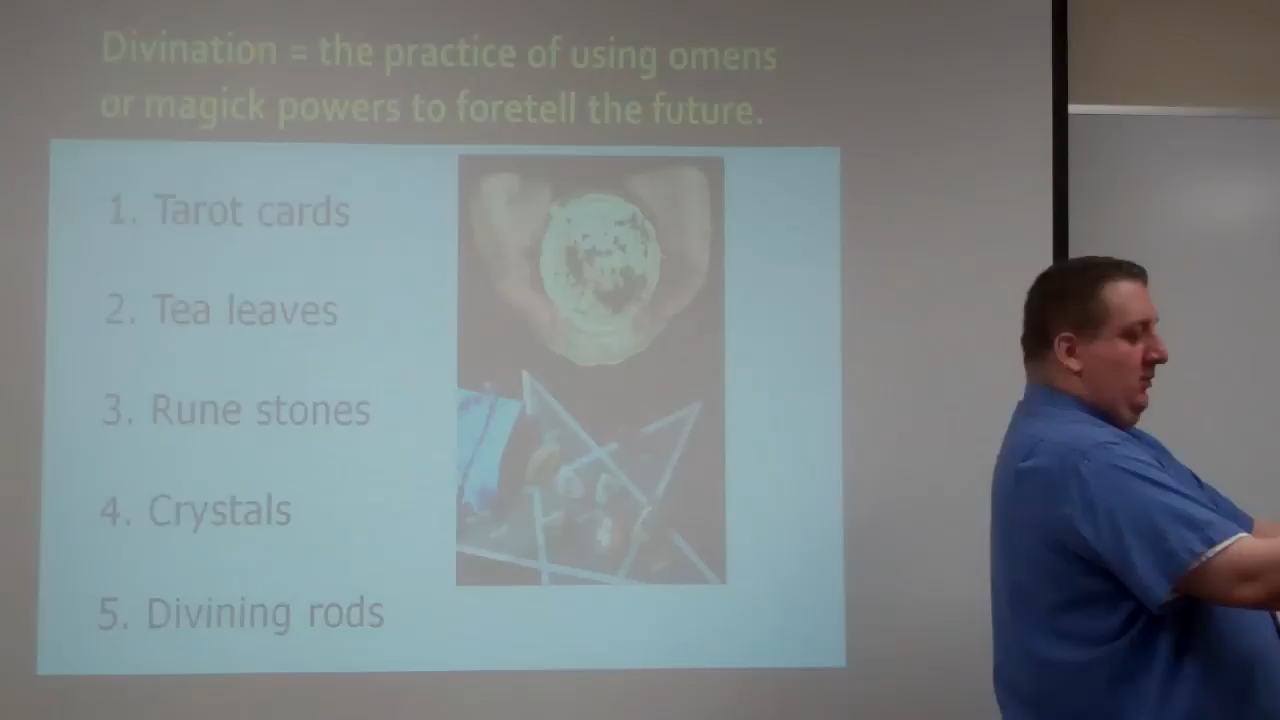 Divination = the practice of using omens
or magick powers to foretell the future.
1. Tarot cards
2. Tea leaves
3. Rune stones
4. Crystals
5. Divining rods